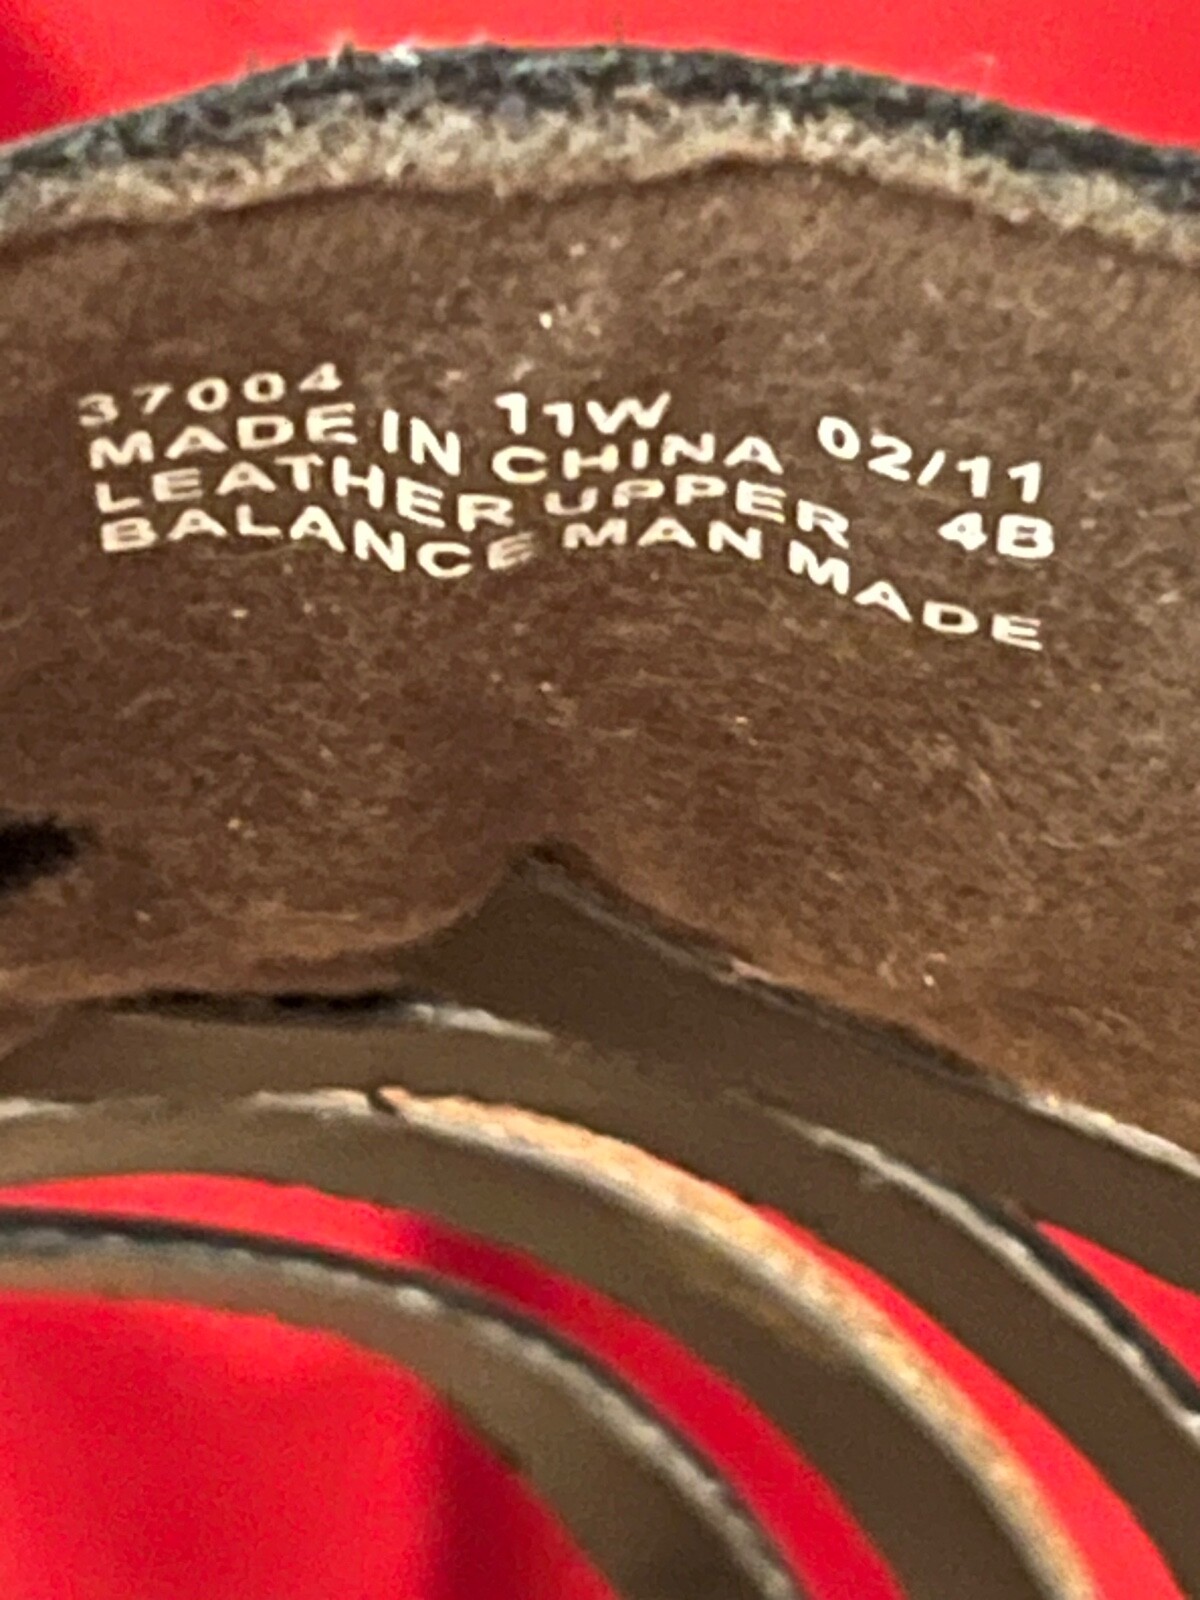 37004 11W 02/11
MADE IN CHINA
LEATHER UPPER 4B
BALANCE MAN MADE